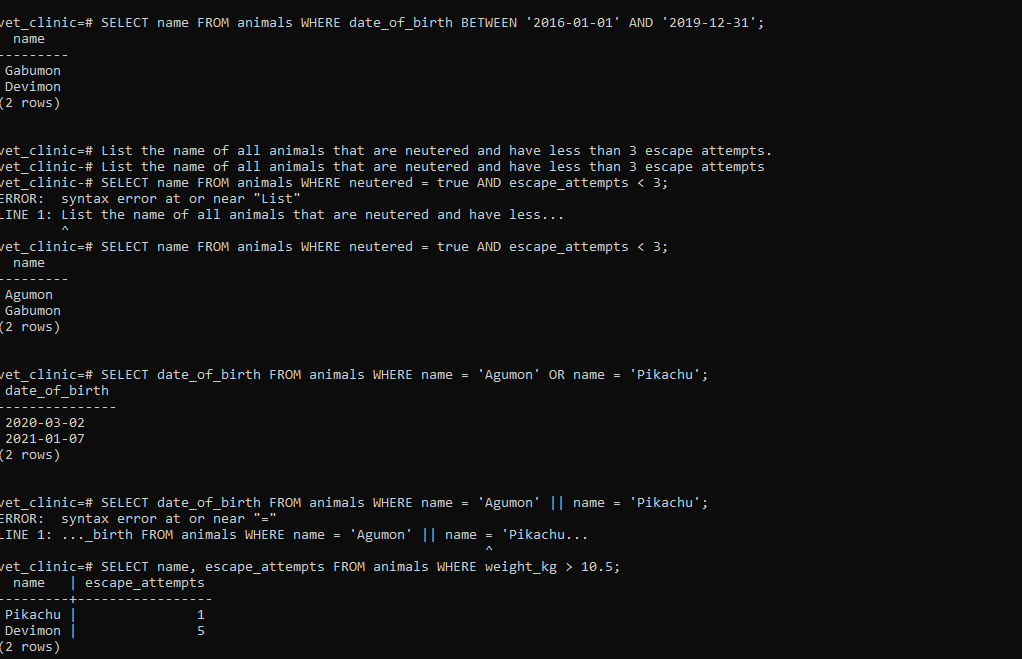 vet_clinic=# SELECT name FROM animals WHERE date_of_birth BETWEEN '2016-01-01' AND '2019-12-31';
  name
---------
 Gabumon
 Devimon
(2 rows)
vet_clinic=# List the name of all animals that are neutered and have less than 3 escape attempts.
vet_clinic-# List the name of all animals that are neutered and have less than 3 escape attempts
vet_clinic-# SELECT name FROM animals WHERE neutered = true AND escape_attempts < 3;
ERROR:  syntax error at or near "List"
LINE 1: List the name of all animals that are neutered and have less...
        ^
vet_clinic=# SELECT name FROM animals WHERE neutered = true AND escape_attempts < 3;
  name
---------
 Agumon
 Gabumon
(2 rows)
vet_clinic=# SELECT date_of_birth FROM animals WHERE name = 'Agumon' OR name = 'Pikachu';
 date_of_birth
---------------
 2020-03-02
 2021-01-07
(2 rows)
vet_clinic=# SELECT date_of_birth FROM animals WHERE name = 'Agumon' || name = 'Pikachu';
ERROR:  syntax error at or near "="
LINE 1: ..._birth FROM animals WHERE name = 'Agumon' || name = 'Pikachu...
                                                             ^
vet_clinic=# SELECT name, escape_attempts FROM animals WHERE weight_kg > 10.5;
  name   | escape_attempts
---------+-----------------
 Pikachu |               1
 Devimon |               5
(2 rows)